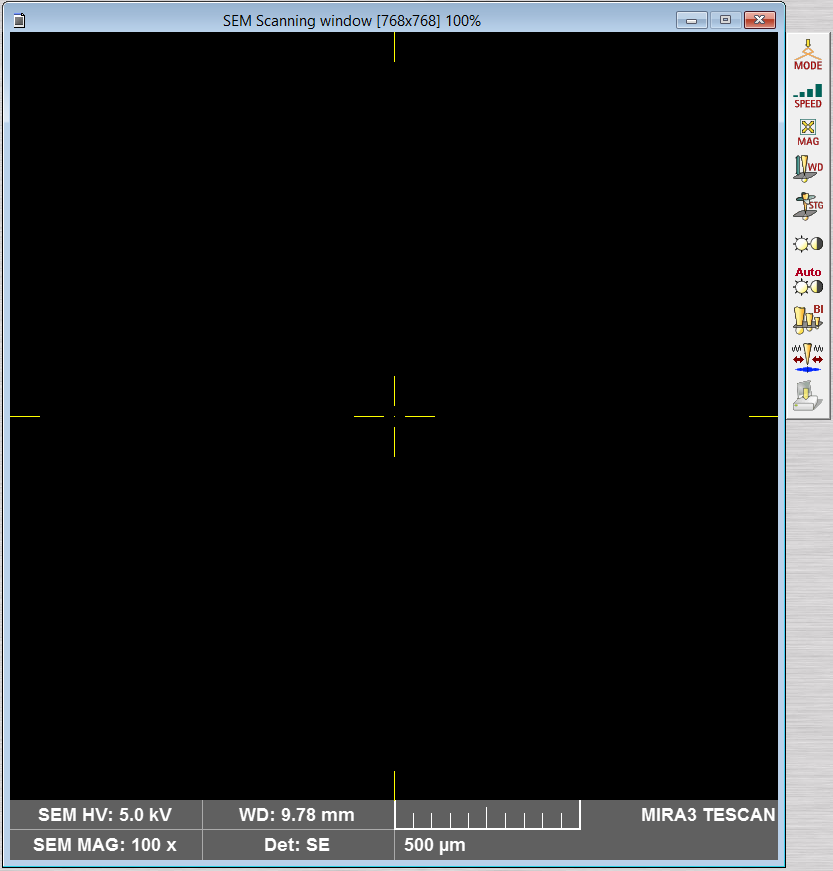 SEM Scanning window [768x768] 100%
MODE
SPEED
MAG
WD
STG
Auto
BI
SEM HV: 5.0 kV
WD: 9.78 mm
MIRA3 TESCAN
SEM MAG: 100 x
Det: SE
500 µm